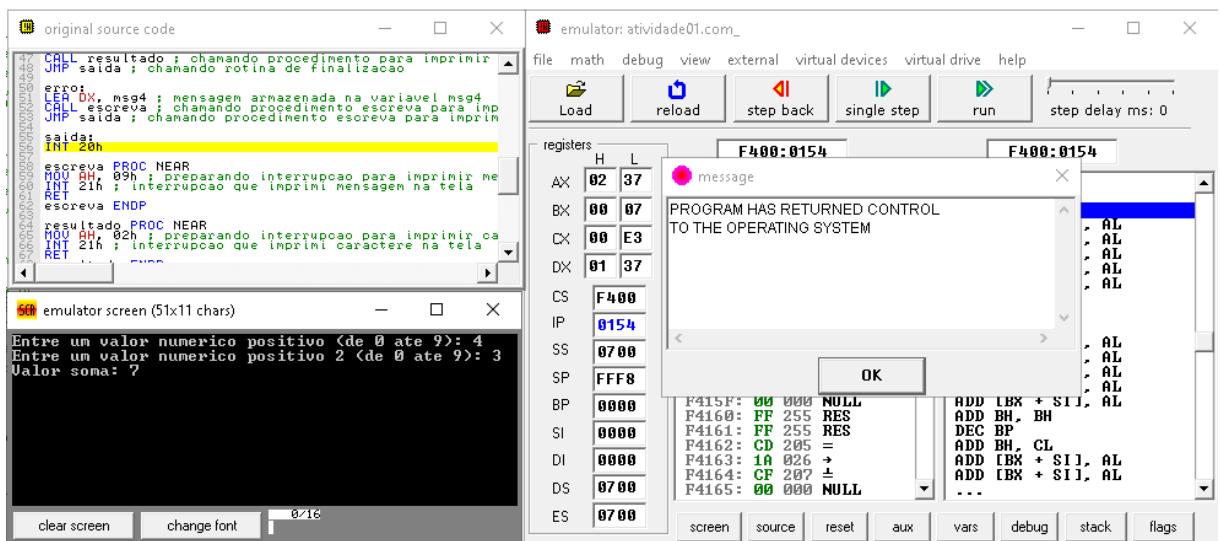 original source code
47 CALL resultado ; chamando procedimento para imprimir
48 JMP saida ; chamando rotina de finalizacao
49
50 erro:
51 LEA DX, msg4 ; mensagem armazenada na variavel msg4
52 CALL escreva ; chamando procedimento escreva para imp
53 JMP saida ; chamando procedimento escreva para imprim
54
55 saida:
56 INT 20h
57
58 escreva PROC NEAR
59 MOV AH, 09h ; preparando interrupcao para imprimir me
60 INT 21h ; interrupcao que imprimi mensagem na tela
61 RET
62 escreva ENDP
63
64 resultado PROC NEAR
65 MOV AH, 02h ; preparando interrupcao para imprimir ca
66 INT 21h ; interrupcao que imprimi caractere na tela
67 RET
emulator screen (51x11 chars)
Entre um valor numerico positivo (de 0 ate 9): 4
Entre um valor numerico positivo 2 (de 0 ate 9): 3
Valor soma: 7
clear screen
change font
0/16
emulator: atividade01.com_
file math debug view external virtual devices virtual drive help
Load
reload
step back
single step
run
step delay ms: 0
registers
H L
F400:0154
F400:0154
AX 02 37
BX 00 07
CX 00 E3
DX 01 37
CS F400
IP 0154
SS 0700
SP FFF8
BP 0000
SI 0000
DI 0000
DS 0700
ES 0700
message
PROGRAM HAS RETURNED CONTROL
TO THE OPERATING SYSTEM
OK
, AL
, AL
, AL
, AL
, AL
, AL
, AL
, AL
, AL
F415F: 00 000 NULL ADD [BX + SI], AL
F4160: FF 255 RES ADD BH, BH
F4161: FF 255 RES DEC BP
F4162: CD 205 = ADD BH, CL
F4163: 1A 026 → ADD [BX + SI], AL
F4164: CF 207 ╧ ADD [BX + SI], AL
F4165: 00 000 NULL ...
screen
source
reset
aux
vars
debug
stack
flags